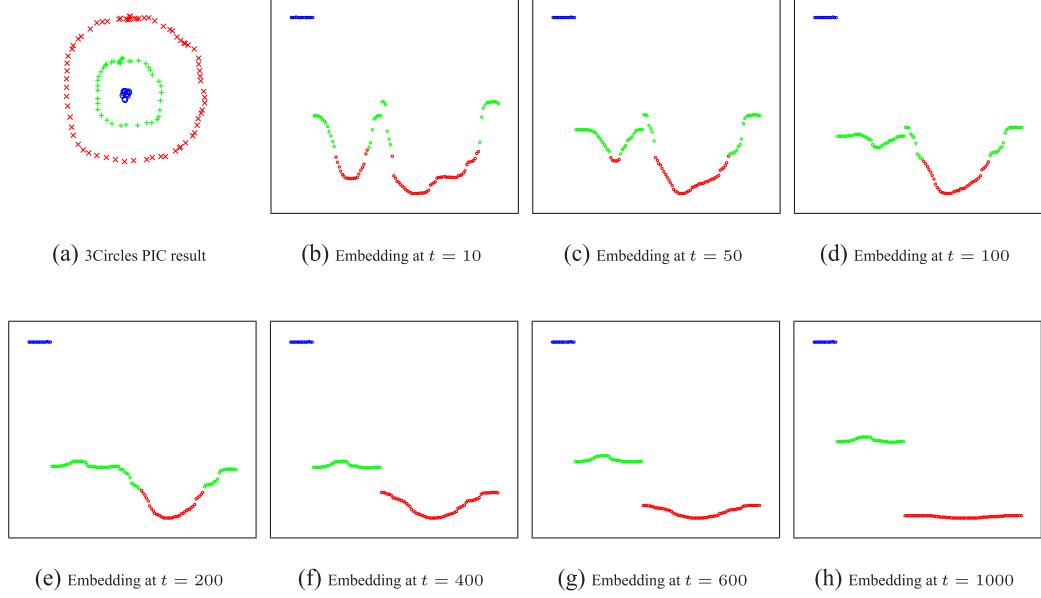 (a) 3Circles PIC result
(b) Embedding at t = 10
(c) Embedding at t = 50
(d) Embedding at t = 100
(e) Embedding at t = 200
(f) Embedding at t = 400
(g) Embedding at t = 600
(h) Embedding at t = 1000